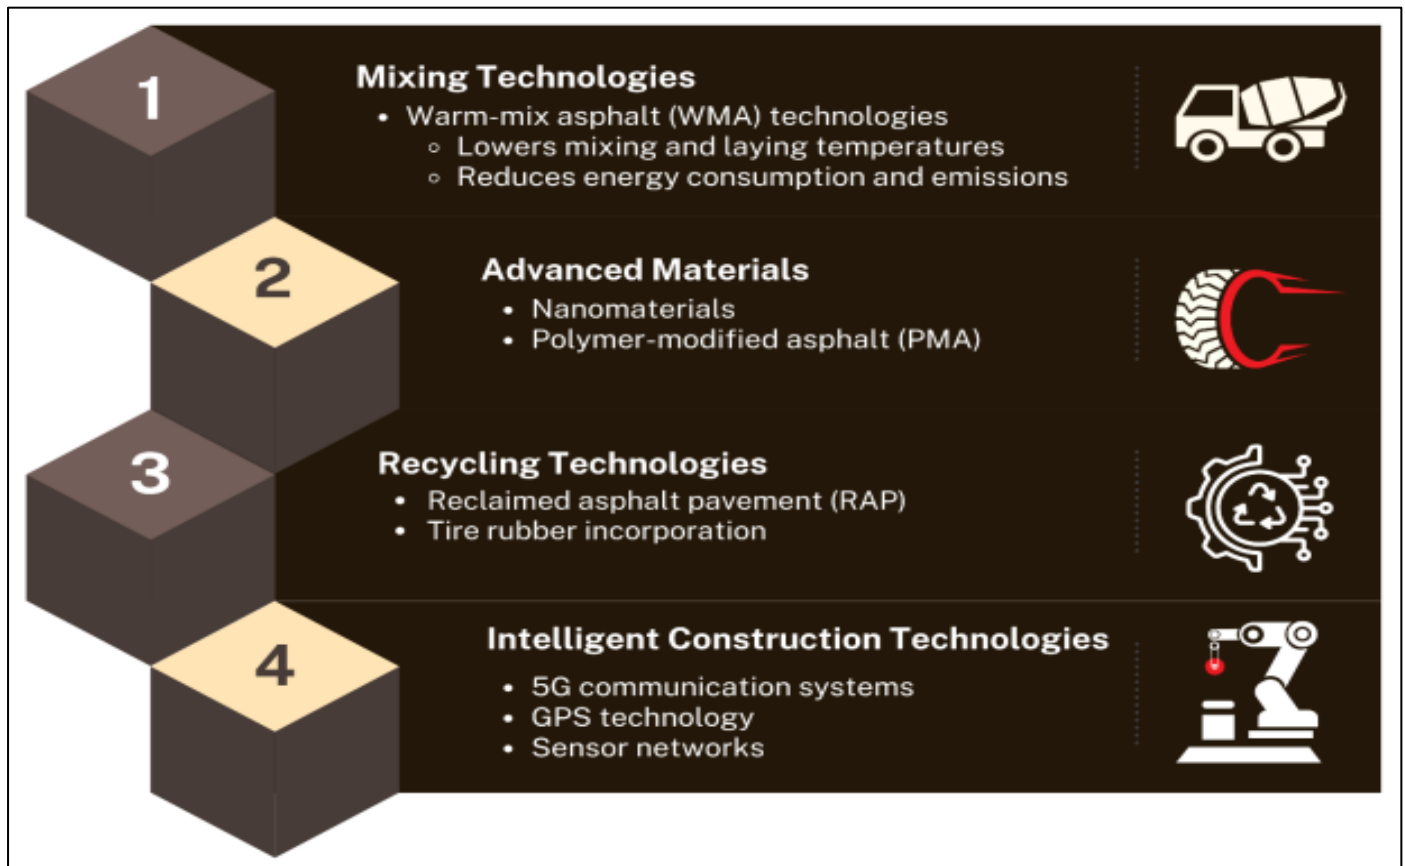 1
Mixing Technologies
• Warm-mix asphalt (WMA) technologies
◦ Lowers mixing and laying temperatures
◦ Reduces energy consumption and emissions
2
Advanced Materials
• Nanomaterials
• Polymer-modified asphalt (PMA)
3
Recycling Technologies
• Reclaimed asphalt pavement (RAP)
• Tire rubber incorporation
4
Intelligent Construction Technologies
• 5G communication systems
• GPS technology
• Sensor networks